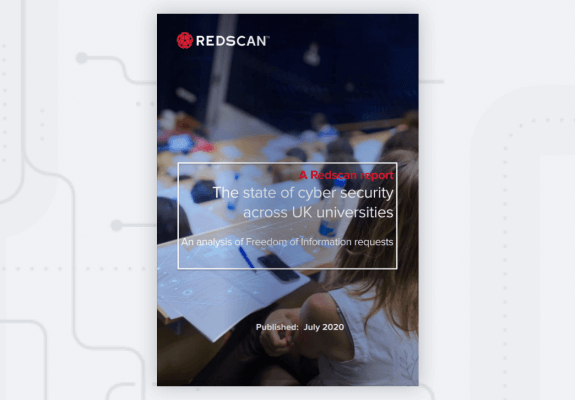 REDSCAN™
A Redscan report
The state of cyber security
across UK universities
An analysis of Freedom of Information requests
Published: July 2020